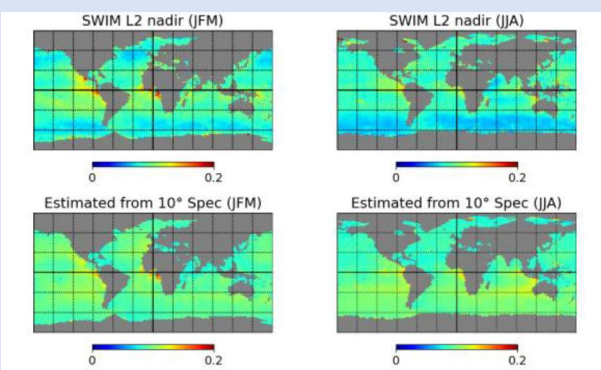 SWIM L2 nadir (JFM)
SWIM L2 nadir (JJA)
0 0.2
0 0.2
Estimated from 10° Spec (JFM)
Estimated from 10° Spec (JJA)
0 0.2
0 0.2